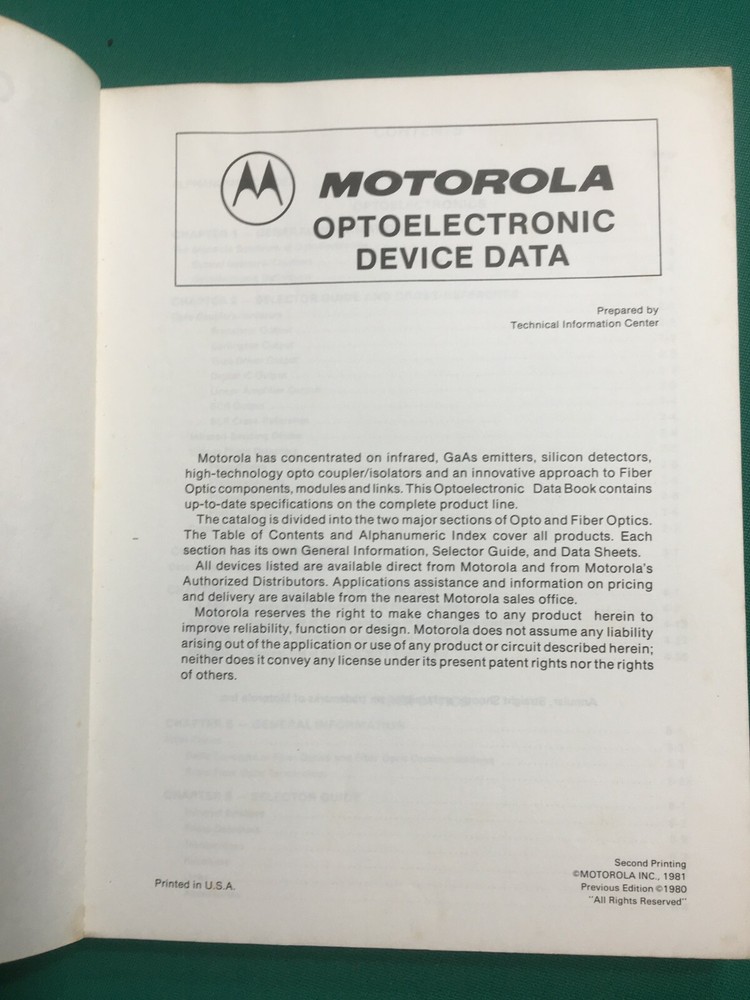 MOTOROLA
OPTOELECTRONIC
DEVICE DATA
Prepared by
Technical Information Center
Motorola has concentrated on infrared, GaAs emitters, silicon detectors,
high-technology opto coupler/isolators and an innovative approach to Fiber
Optic components, modules and links. This Optoelectronic Data Book contains
up-to-date specifications on the complete product line.
The catalog is divided into the two major sections of Opto and Fiber Optics.
The Table of Contents and Alphanumeric Index cover all products. Each
section has its own General Information, Selector Guide, and Data Sheets.
All devices listed are available direct from Motorola and from Motorola's
Authorized Distributors. Applications assistance and information on pricing
and delivery are available from the nearest Motorola sales office.
Motorola reserves the right to make changes to any product herein to
improve reliability, function or design. Motorola does not assume any liability
arising out of the application or use of any product or circuit described herein;
neither does it convey any license under its present patent rights nor the rights
of others.
Printed in U.S.A.
Second Printing
©MOTOROLA INC., 1981
Previous Edition ©1980
"All Rights Reserved"